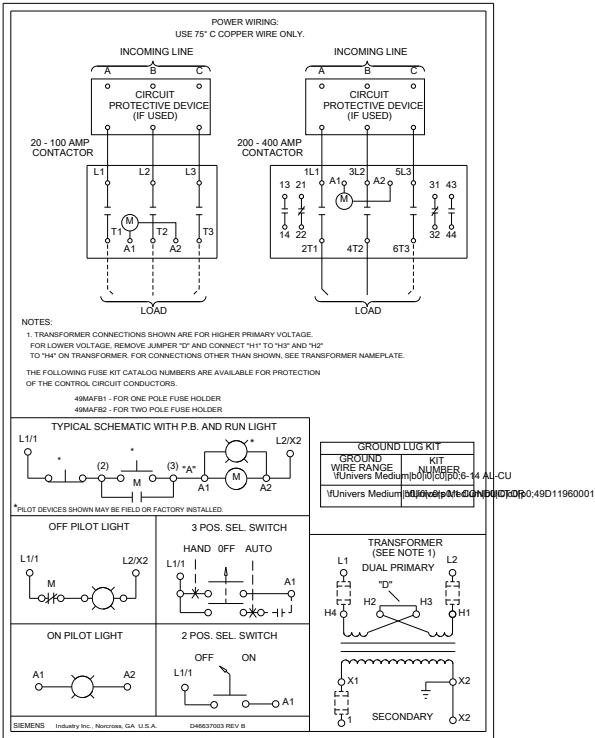 POWER WIRING:
USE 75° C COPPER WIRE ONLY.
INCOMING LINE
A B C
CIRCUIT
PROTECTIVE DEVICE
(IF USED)
20 - 100 AMP
CONTACTOR
L1 L2 L3
M
T1 T2 T3
A1 A2
LOAD
INCOMING LINE
A B C
CIRCUIT
PROTECTIVE DEVICE
(IF USED)
200 - 400 AMP
CONTACTOR
1L1 3L2 5L3
13 21 A1 A2 31 43
M
14 22 32 44
2T1 4T2 6T3
LOAD
NOTES:
1. TRANSFORMER CONNECTIONS SHOWN ARE FOR HIGHER PRIMARY VOLTAGE.
FOR LOWER VOLTAGE, REMOVE JUMPER "D" AND CONNECT "H1" TO "H3" AND "H2"
TO "H4" ON TRANSFORMER. FOR CONNECTIONS OTHER THAN SHOWN, SEE TRANSFORMER NAMEPLATE.
THE FOLLOWING FUSE KIT CATALOG NUMBERS ARE AVAILABLE FOR PROTECTION
OF THE CONTROL CIRCUIT CONDUCTORS.
49MAFB1 - FOR ONE POLE FUSE HOLDER
49MAFB2 - FOR TWO POLE FUSE HOLDER
TYPICAL SCHEMATIC WITH P.B. AND RUN LIGHT
L1/1 * (2) * (3) "A" * L2/X2
M A1 M A2
*PILOT DEVICES SHOWN MAY BE FIELD OR FACTORY INSTALLED.
OFF PILOT LIGHT
L1/1 L2/X2
M
3 POS. SEL. SWITCH
HAND 0FF AUTO
L1/1
A1
ON PILOT LIGHT
A1 A2
2 POS. SEL. SWITCH
OFF ON
L1/1
A1
GROUND LUG KIT
GROUND
WIRE RANGE
KIT
NUMBER
\fUnivers Medium|b0|i0|c0|p0;6-14 AL-CU
\fUnivers Medium 49D11960001
TRANSFORMER
(SEE NOTE 1)
L1 DUAL PRIMARY L2
"D"
H4 H2 H3 H1
X1 X2
1 SECONDARY X2
SIEMENS Industry Inc., Norcross, GA U.S.A. D46637003 REV B